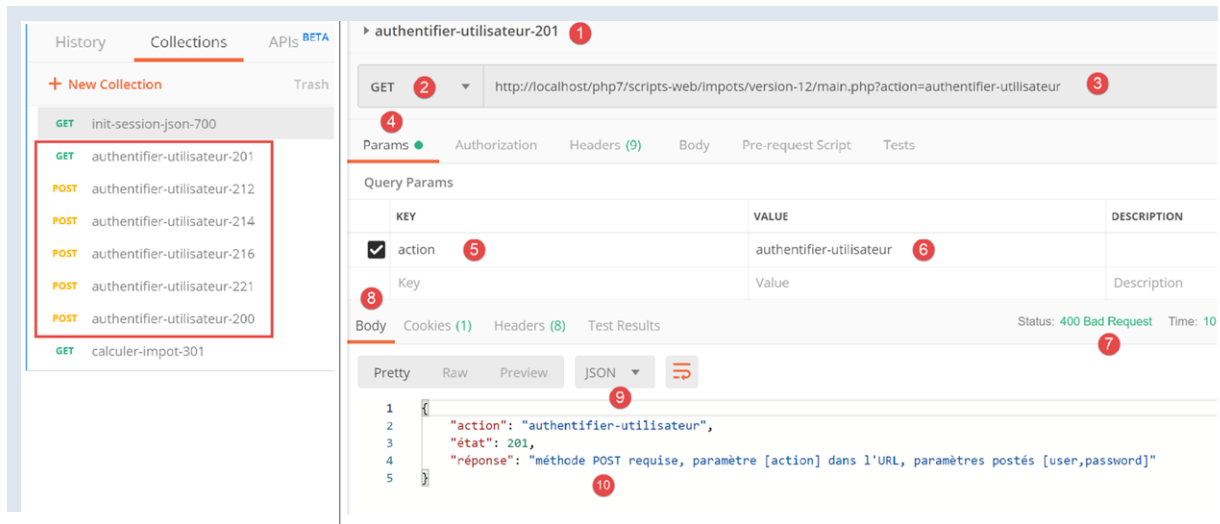 History Collections APIs BETA
+ New Collection Trash
GET init-session-json-700
GET authentifier-utilisateur-201
POST authentifier-utilisateur-212
POST authentifier-utilisateur-214
POST authentifier-utilisateur-216
POST authentifier-utilisateur-221
POST authentifier-utilisateur-200
GET calculer-impot-301
authentifier-utilisateur-201 1
GET 2 http://localhost/php7/scripts-web/impots/version-12/main.php?action=authentifier-utilisateur 3
4
Params Authorization Headers (9) Body Pre-request Script Tests
Query Params
KEY VALUE DESCRIPTION
action 5 authentifier-utilisateur 6
Key Value Description
8
Body Cookies (1) Headers (8) Test Results Status: 400 Bad Request Time: 10
7
Pretty Raw Preview JSON
9
1 {
2 "action": "authentifier-utilisateur",
3 "état": 201,
4 "réponse": "méthode POST requise, paramètre [action] dans l'URL, paramètres postés [user,password]"
5 }
10